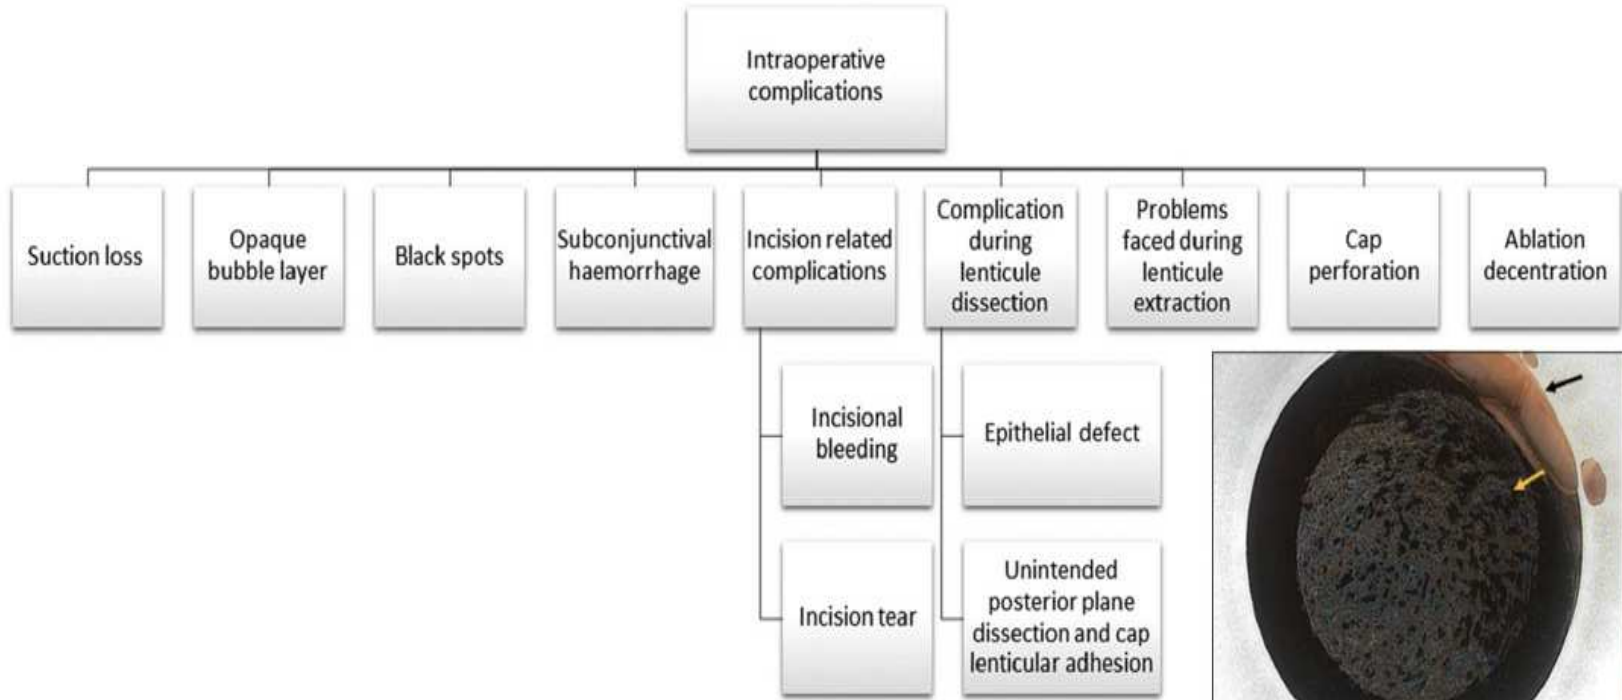 Intraoperative
complications
Suction loss
Opaque
bubble layer
Black spots
Subconjunctival
haemorrhage
Incision related
complications
Complication
during
lenticule
dissection
Problems
faced during
lenticule
extraction
Cap
perforation
Ablation
decentration
Incisional
bleeding
Epithelial defect
Incision tear
Unintended
posterior plane
dissection and cap
lenticular adhesion